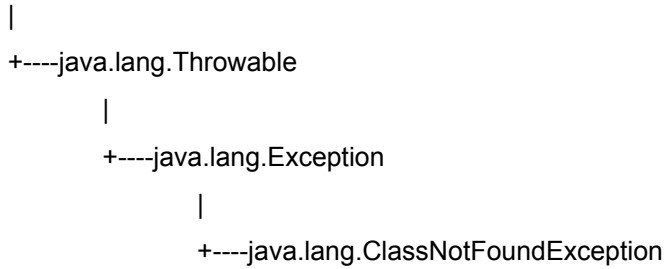 |
+----java.lang.Throwable
|
+----java.lang.Exception
|
+----java.lang.ClassNotFoundException